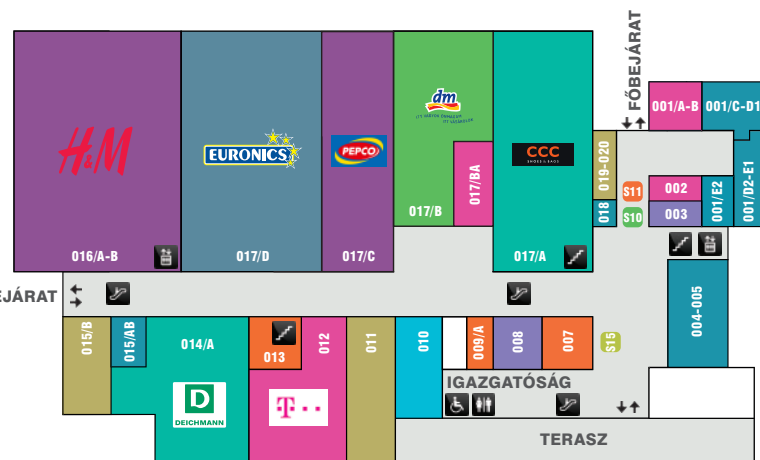 FŐBEJÁRAT
001/A-B
001/C-D1
H&M
EURONICS
PEPCO
dm
CCC
SHOES & BAGS
019-020
S11
002
001/E2
001/D2-E1
017/BA
017/B
018
S10
003
016/A-B
017/D
017/C
017/A
EJÁRAT
004-005
015/B
015/AB
014/A
013
012
011
010
009/A
008
007
S15
IGAZGATÓSÁG
D
DEICHMANN
T
TERASZ